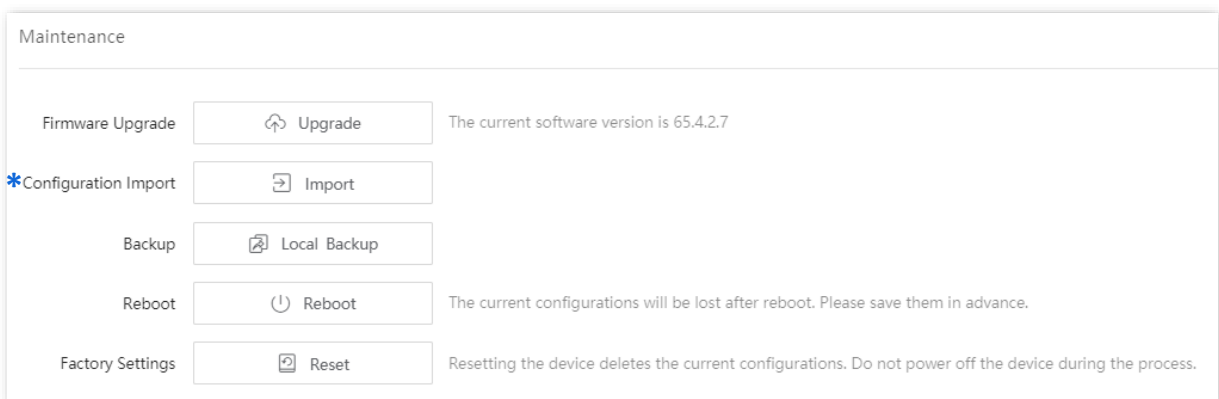 Maintenance
Firmware Upgrade Upgrade The current software version is 65.4.2.7
*Configuration Import Import
Backup Local Backup
Reboot Reboot The current configurations will be lost after reboot. Please save them in advance.
Factory Settings Reset Resetting the device deletes the current configurations. Do not power off the device during the process.